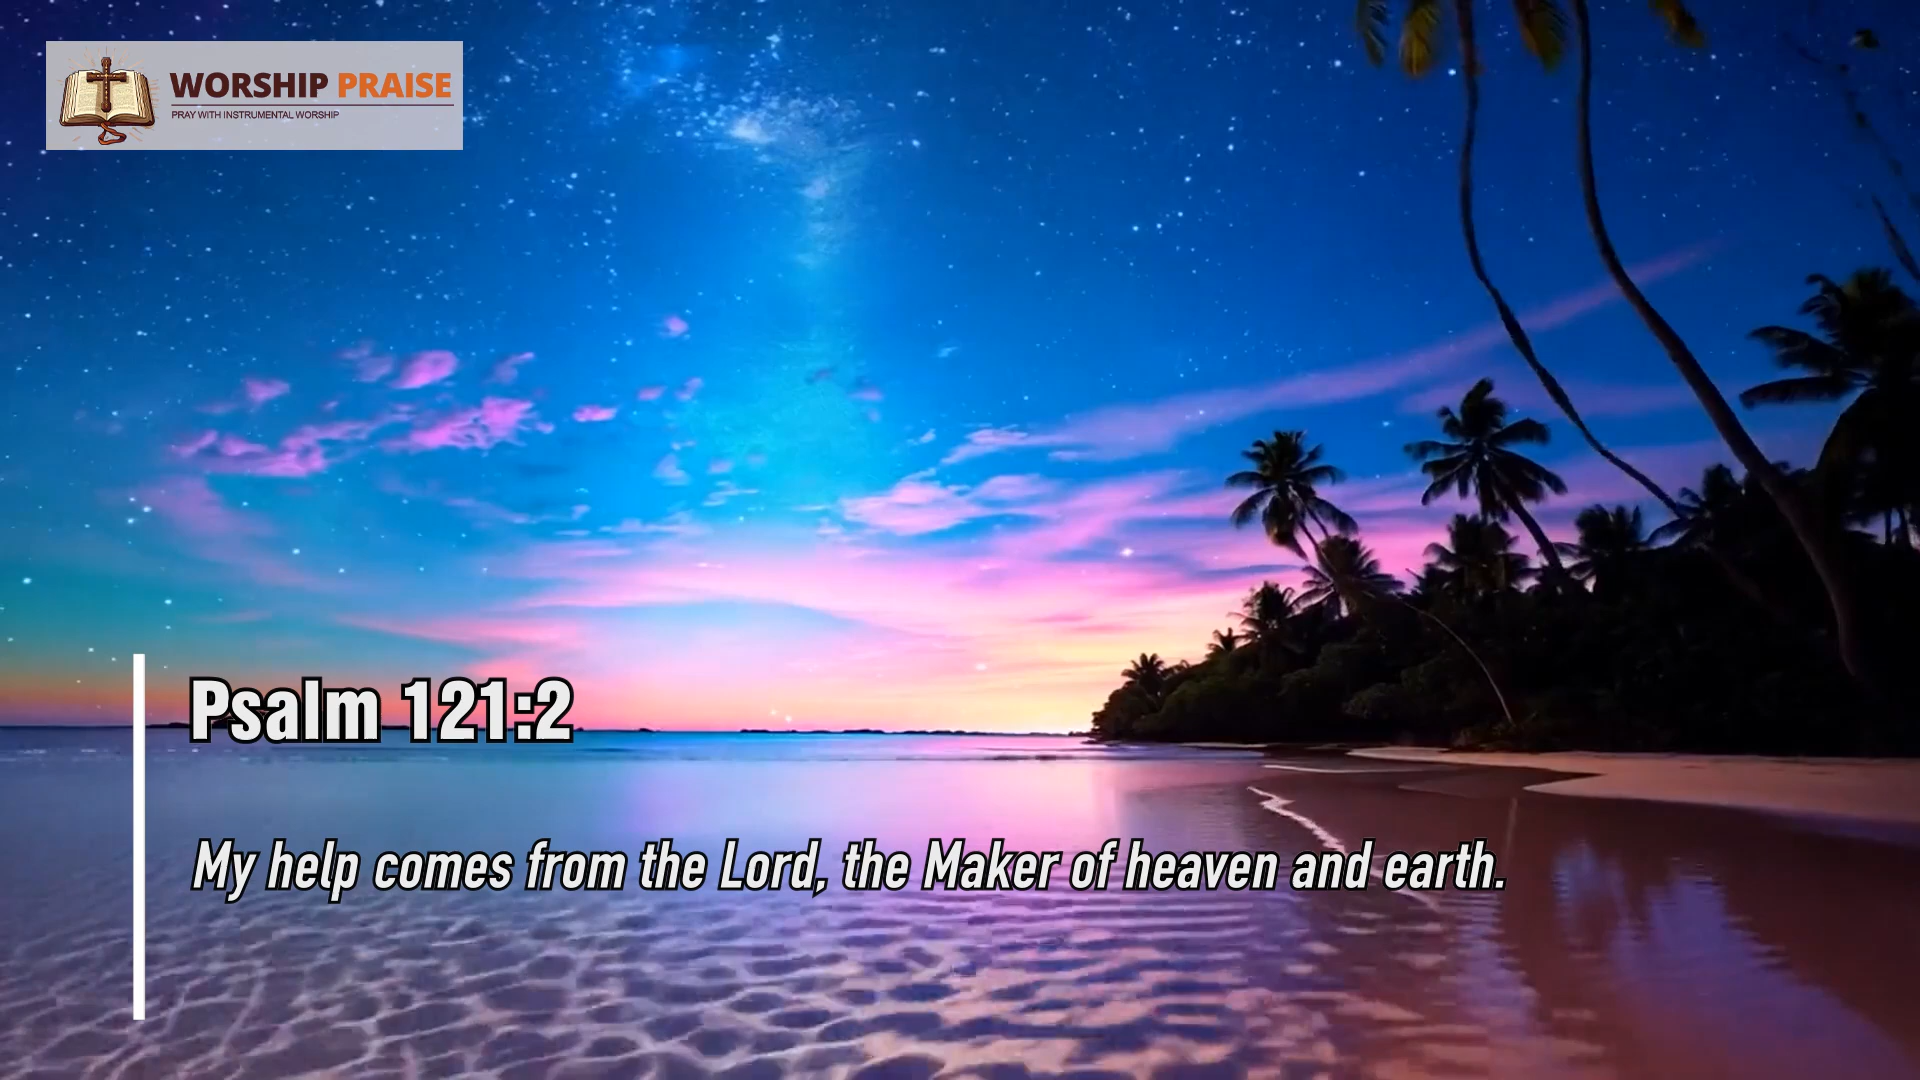 WORSHIP PRAISE
PRAY WITH INSTRUMENTAL WORSHIP
Psalm 121:2
My help comes from the Lord, the Maker of heaven and earth.